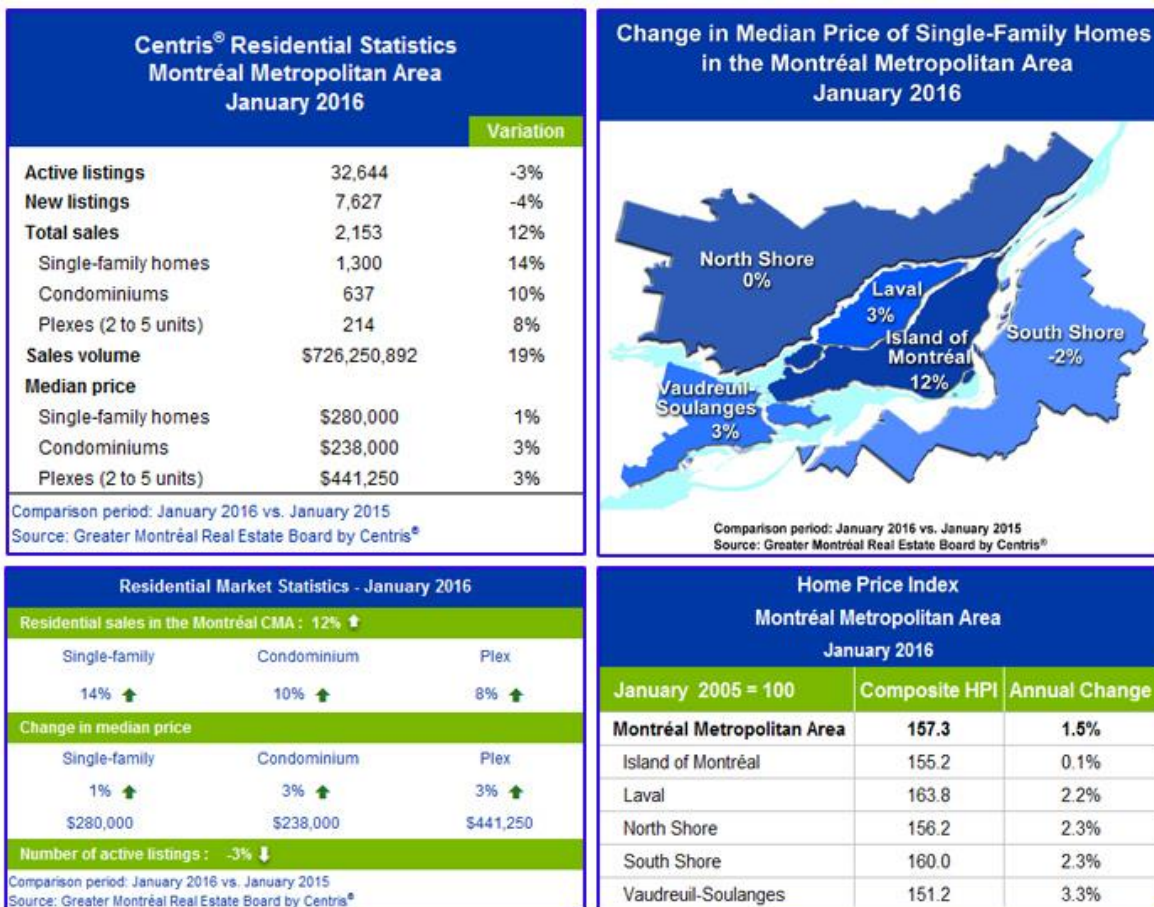 Centris® Residential Statistics
Montréal Metropolitan Area
January 2016
Variation
Active listings 32,644 -3%
New listings 7,627 -4%
Total sales 2,153 12%
Single-family homes 1,300 14%
Condominiums 637 10%
Plexes (2 to 5 units) 214 8%
Sales volume $726,250,892 19%
Median price
Single-family homes $280,000 1%
Condominiums $238,000 3%
Plexes (2 to 5 units) $441,250 3%
Comparison period: January 2016 vs. January 2015
Source: Greater Montréal Real Estate Board by Centris®
Change in Median Price of Single-Family Homes
in the Montréal Metropolitan Area
January 2016
North Shore
0%
Laval
3%
Island of
Montréal
12%
South Shore
-2%
Vaudreuil-
Soulanges
3%
Comparison period: January 2016 vs. January 2015
Source: Greater Montréal Real Estate Board by Centris®
Residential Market Statistics - January 2016
Residential sales in the Montréal CMA : 12%
Single-family Condominium Plex
14% 10% 8%
Change in median price
Single-family Condominium Plex
1% 3% 3%
$280,000 $238,000 $441,250
Number of active listings : -3%
Comparison period: January 2016 vs. January 2015
Source: Greater Montréal Real Estate Board by Centris®
Home Price Index
Montréal Metropolitan Area
January 2016
January 2005 = 100 Composite HPI Annual Change
Montréal Metropolitan Area 157.3 1.5%
Island of Montréal 155.2 0.1%
Laval 163.8 2.2%
North Shore 156.2 2.3%
South Shore 160.0 2.3%
Vaudreuil-Soulanges 151.2 3.3%